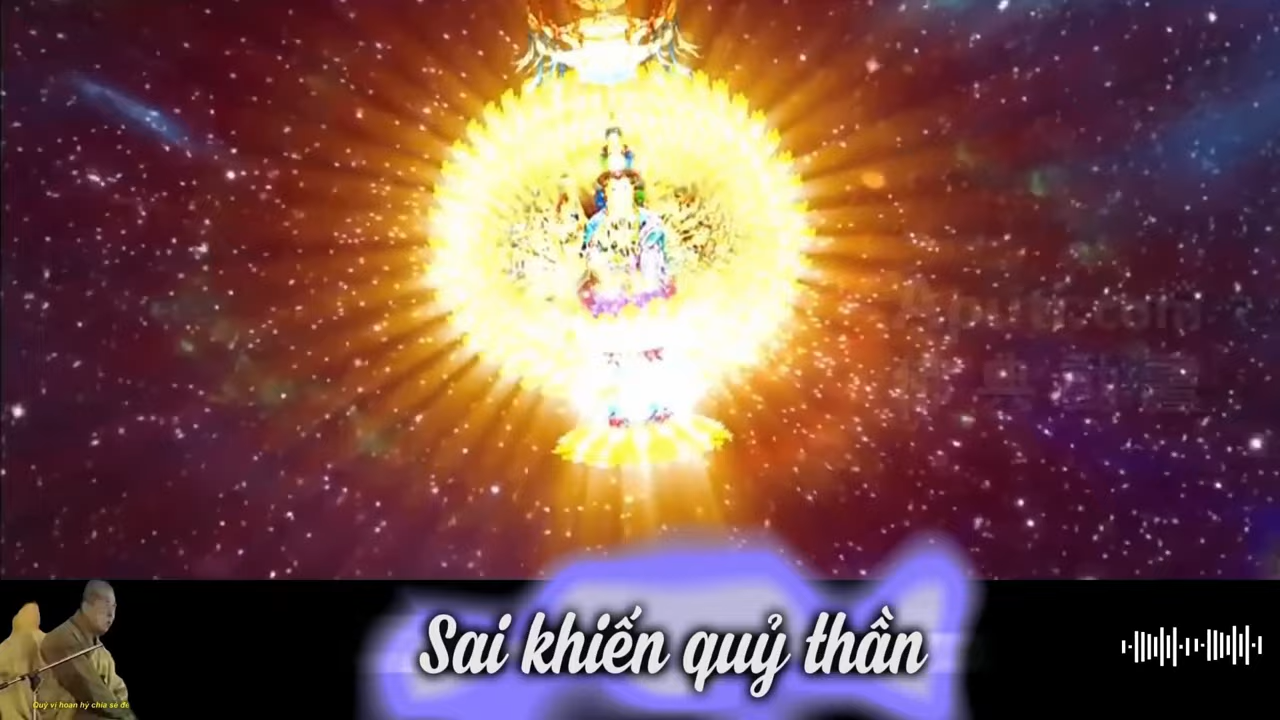 Sai khiến quỷ thần
Quý vị hoan hỷ chia sẻ để